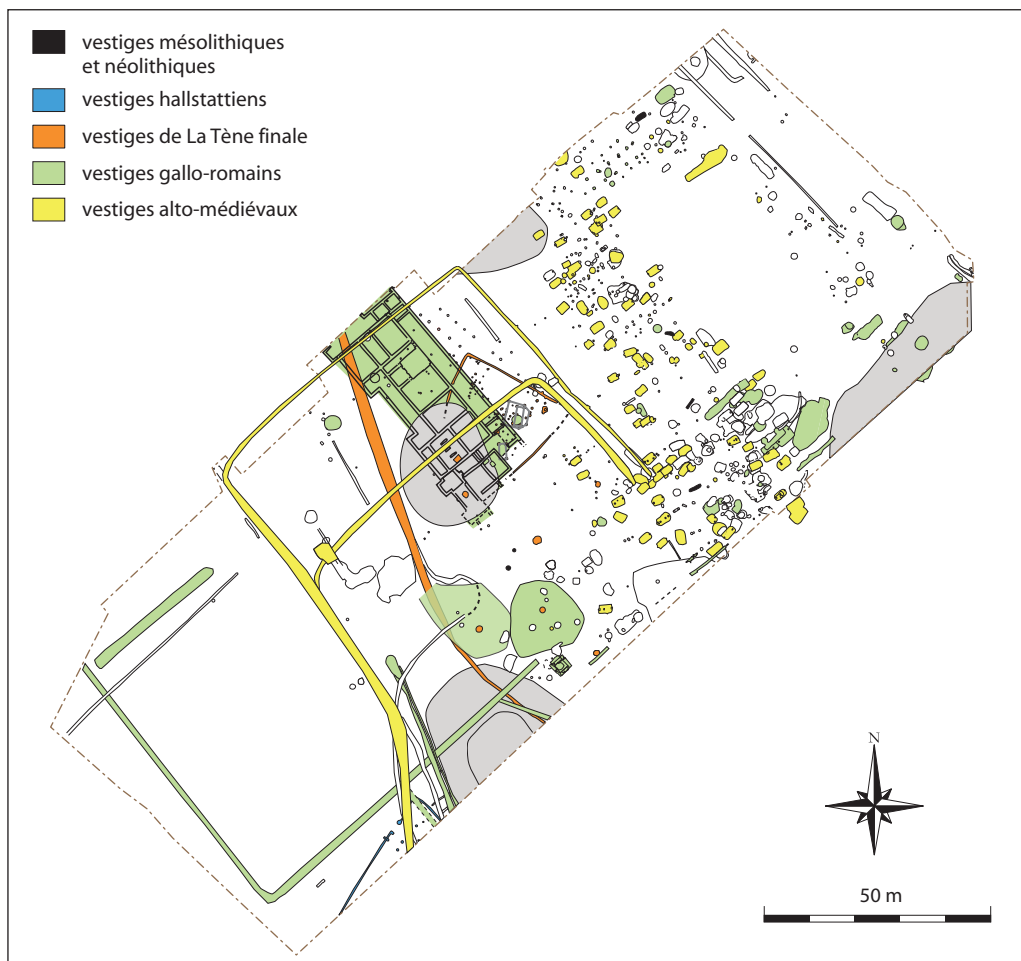 vestiges mésolithiques
et néolithiques
vestiges hallstattiens
vestiges de La Tène finale
vestiges gallo-romains
vestiges alto-médiévaux
N
50 m